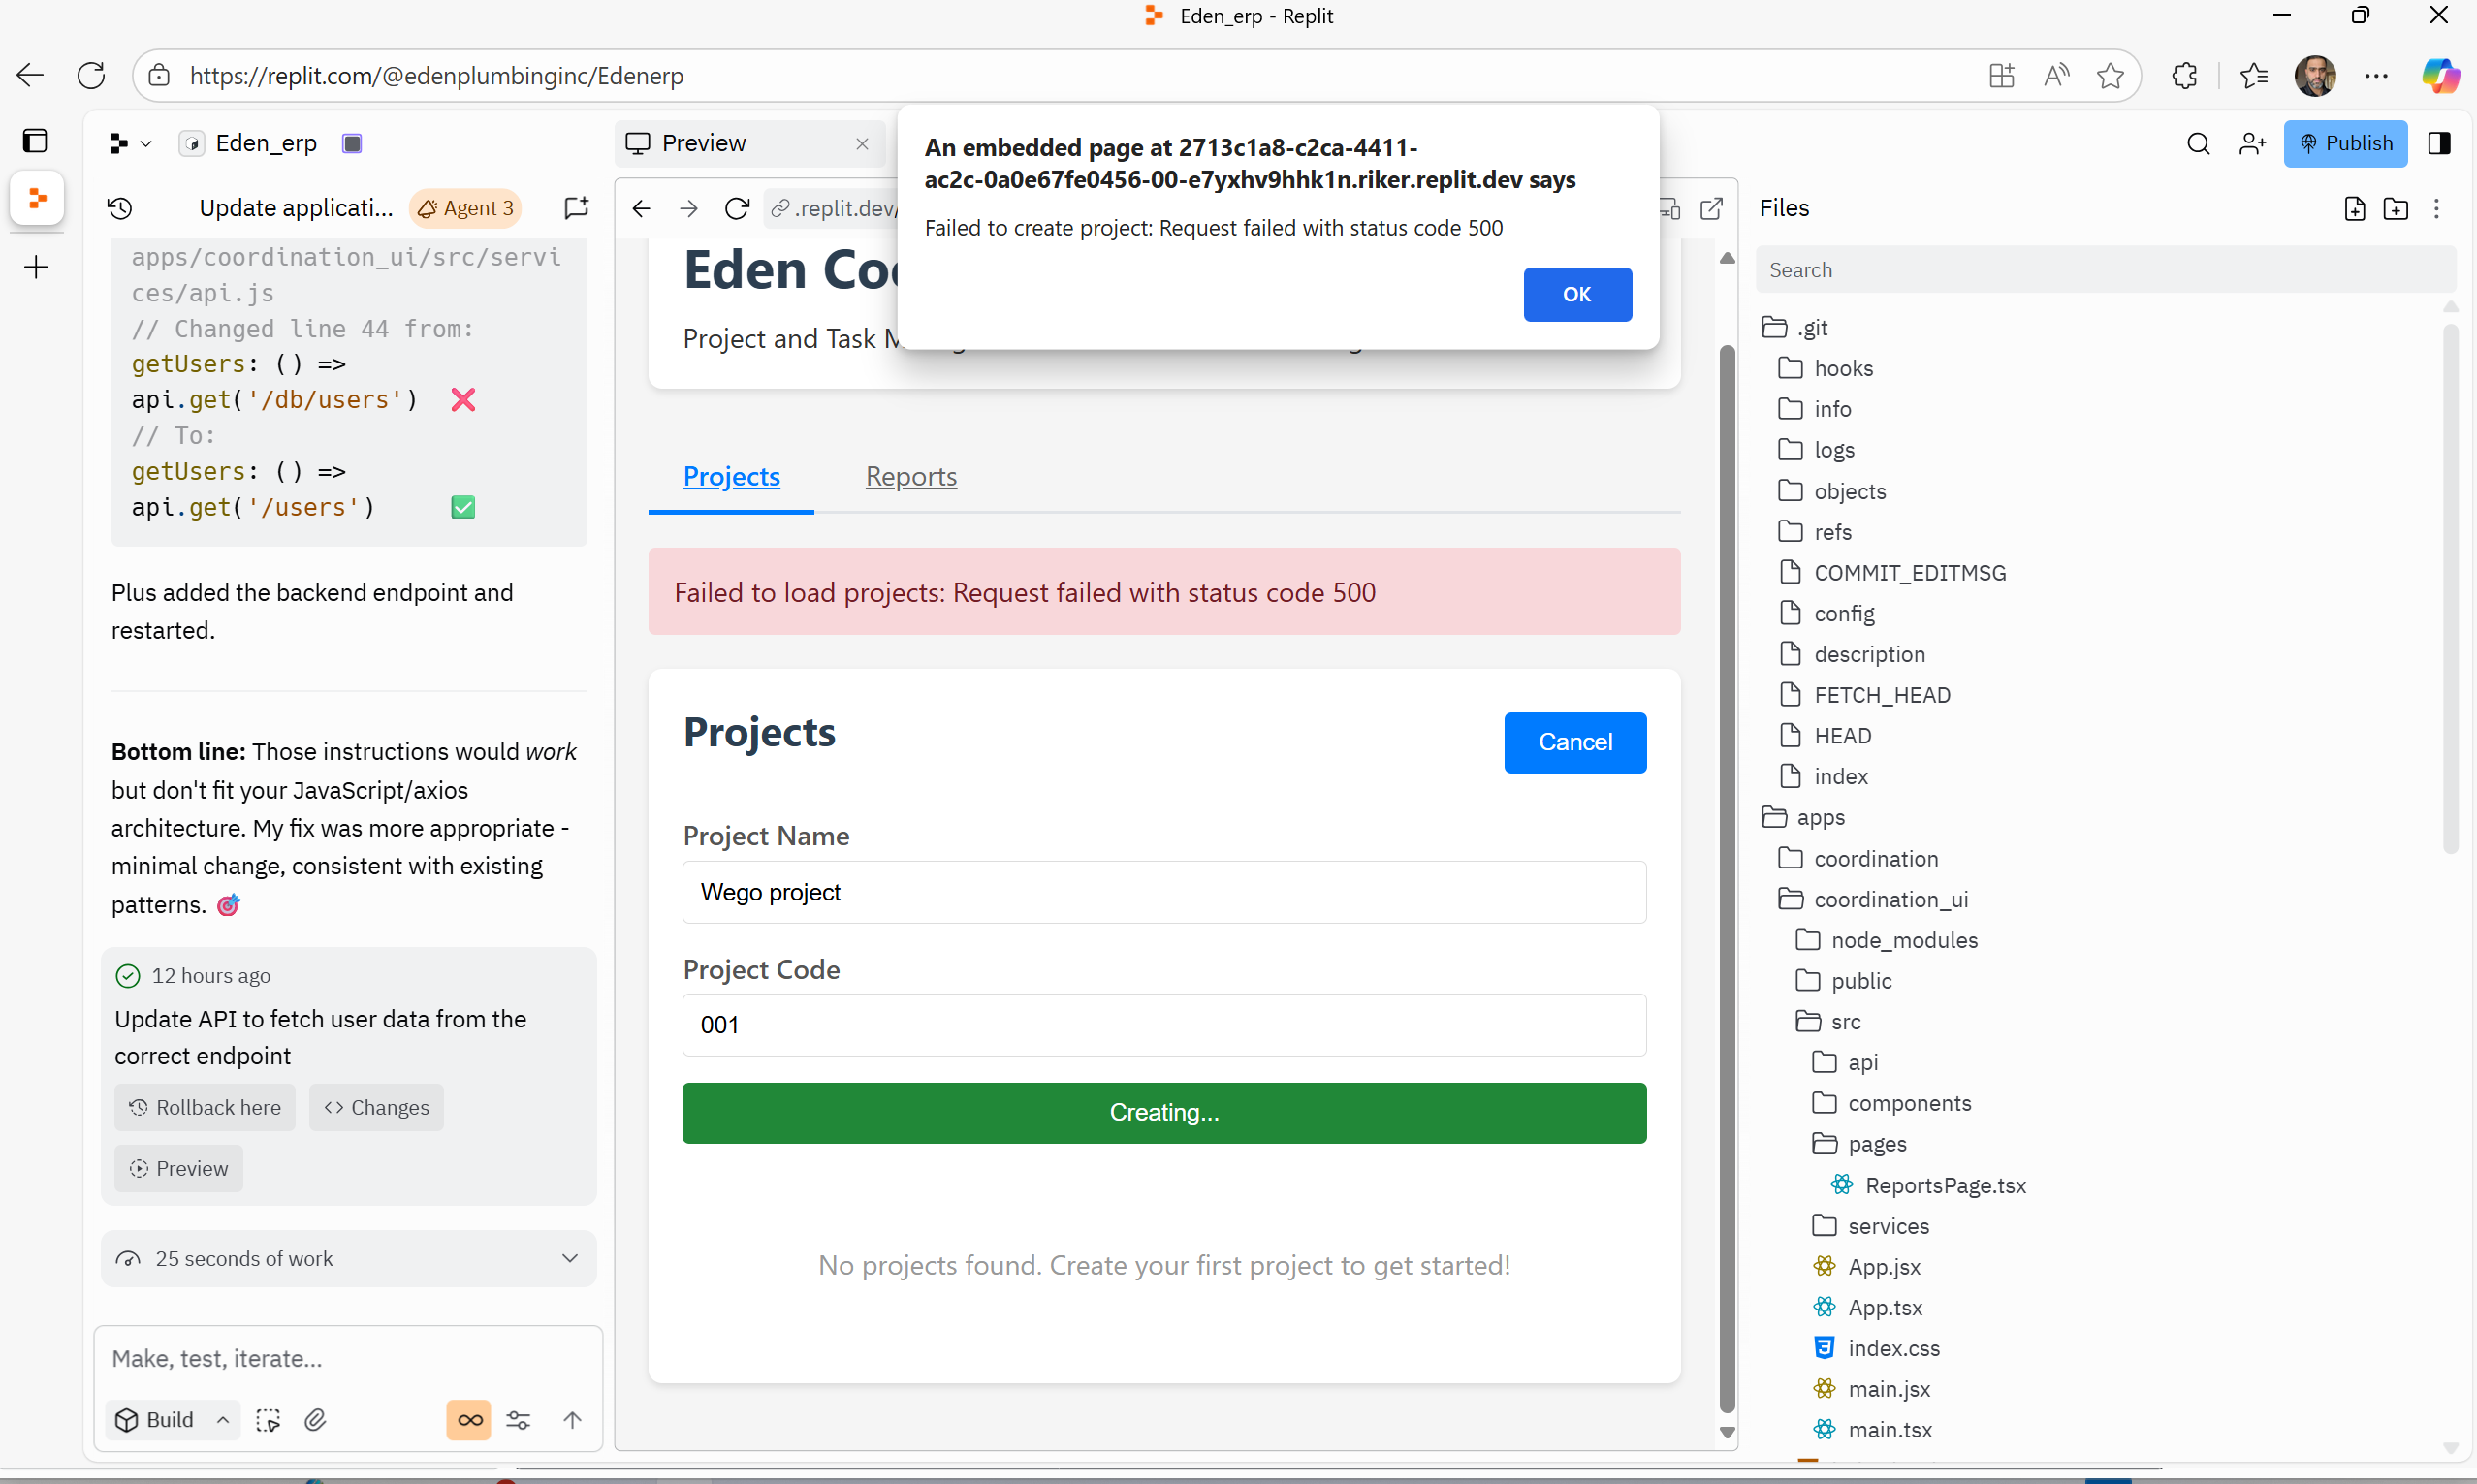 Eden_erp - Replit
https://replit.com/@edenplumbinginc/Edenerp
Eden_erp
Update applicati...
Agent 3
apps/coordination_ui/src/servi
ces/api.js
// Changed line 44 from:
getUsers: () =>
api.get('/db/users') ❌
// To:
getUsers: () =>
api.get('/users') ✅
Plus added the backend endpoint and
restarted.
Bottom line: Those instructions would work
but don't fit your JavaScript/axios
architecture. My fix was more appropriate -
minimal change, consistent with existing
patterns. 🎯
12 hours ago
Update API to fetch user data from the
correct endpoint
Rollback here
Changes
Preview
25 seconds of work
Make, test, iterate...
Build
Preview
.replit.dev/
An embedded page at 2713c1a8-c2ca-4411-
ac2c-0a0e67fe0456-00-e7yxhv9hhk1n.riker.replit.dev says
Failed to create project: Request failed with status code 500
OK
Eden Co
Project and Task
Projects
Reports
Failed to load projects: Request failed with status code 500
Projects
Cancel
Project Name
Wego project
Project Code
001
Creating...
No projects found. Create your first project to get started!
Publish
Files
Search
.git
hooks
info
logs
objects
refs
COMMIT_EDITMSG
config
description
FETCH_HEAD
HEAD
index
apps
coordination
coordination_ui
node_modules
public
src
api
components
pages
ReportsPage.tsx
services
App.jsx
App.tsx
index.css
main.jsx
main.tsx